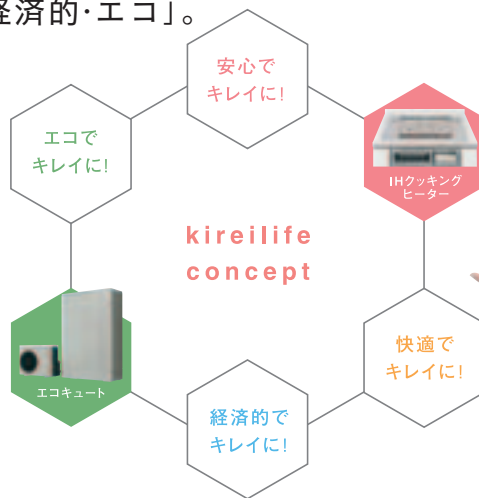 経済的・エコ」。
安心で
キレイに!
エコで
キレイに!
IHクッキング
ヒーター
kireilife
concept
快適で
キレイに!
エコキュート
経済的で
キレイに!